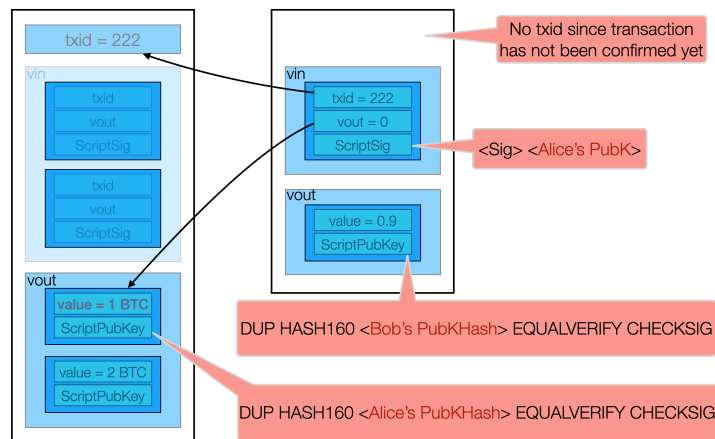 txid = 222
vin
txid
vout
ScriptSig
txid
vout
ScriptSig
vout
value = 1 BTC
ScriptPubKey
value = 2 BTC
ScriptPubKey
vin
txid = 222
vout = 0
ScriptSig
vout
value = 0.9
ScriptPubKey
No txid since transaction
has not been confirmed yet
<Sig> <Alice's PubK>
DUP HASH160 <Bob's PubKHash> EQUALVERIFY CHECKSIG
DUP HASH160 <Alice's PubKHash> EQUALVERIFY CHECKSIG